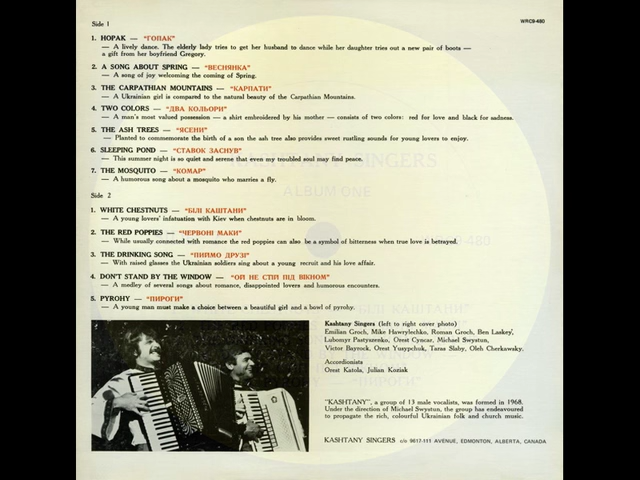 WRC9-480
Side 1
1. HOPAK — "ГОПАК"
— A lively dance. The elderly lady tries to get her husband to dance while her daughter tries out a new pair of boots —
a gift from her boyfriend Gregory.
2. A SONG ABOUT SPRING — "ВЕСНЯНКА"
— A song of joy welcoming the coming of Spring.
3. THE CARPATHIAN MOUNTAINS — "КАРПАТИ"
— A Ukrainian girl is compared to the natural beauty of the Carpathian Mountains.
4. TWO COLORS — "ДВА КОЛЬОРИ"
— A man's most valued possession — a shirt embroidered by his mother — consists of two colors: red for love and black for sadness.
5. THE ASH TREES — "ЯСЕНИ"
— Planted to commemorate the birth of a son the ash tree also provides sweet rustling sounds for young lovers to enjoy.
6. SLEEPING POND — "СТАВОК ЗАСНУВ"
— This summer night is so quiet and serene that even my troubled soul may find peace.
7. THE MOSQUITO — "КОМАР"
— A humorous song about a mosquito who marries a fly.
SINGERS
ALBUM ONE
Side 2
1. WHITE CHESTNUTS — "БІЛІ КАШТАНИ"
— A young lovers' infatuation with Kiev when chestnuts are in bloom.
2. THE RED POPPIES — "ЧЕРВОНІ МАКИ"
— While usually connected with romance the red poppies can also be a symbol of bitterness when true love is betrayed.
3. THE DRINKING SONG — "ПИЙМО ДРУЗІ"
— With raised glasses the Ukrainian soldiers sing about a young recruit and his love affair.
4. DON'T STAND BY THE WINDOW — "ОЙ НЕ СТІЙ ПІД ВІКНОМ"
— A medley of several songs about romance, disappointed lovers and humorous encounters.
5. PYROHY — "ПИРОГИ"
— A young man must make a choice between a beautiful girl and a bowl of pyrohy.
Kashtany Singers (left to right cover photo)
Emilian Groch, Mike Hawrylechko, Roman Groch, Ben Laskey,
Lubomyr Pastyszenko, Orest Cyncar, Michael Swystun,
Victor Bayrock, Orest Yusypchuk, Taras Slaby, Oleh Cherkawsky.
Accordionists
Orest Katola, Julian Koziak
"KASHTANY", a group of 13 male vocalists, was formed in 1968.
Under the direction of Michael Swystun, the group has endeavoured
to propagate the rich, colourful Ukrainian folk and church music.
KASHTANY SINGERS c/o 9617-111 AVENUE, EDMONTON, ALBERTA, CANADA